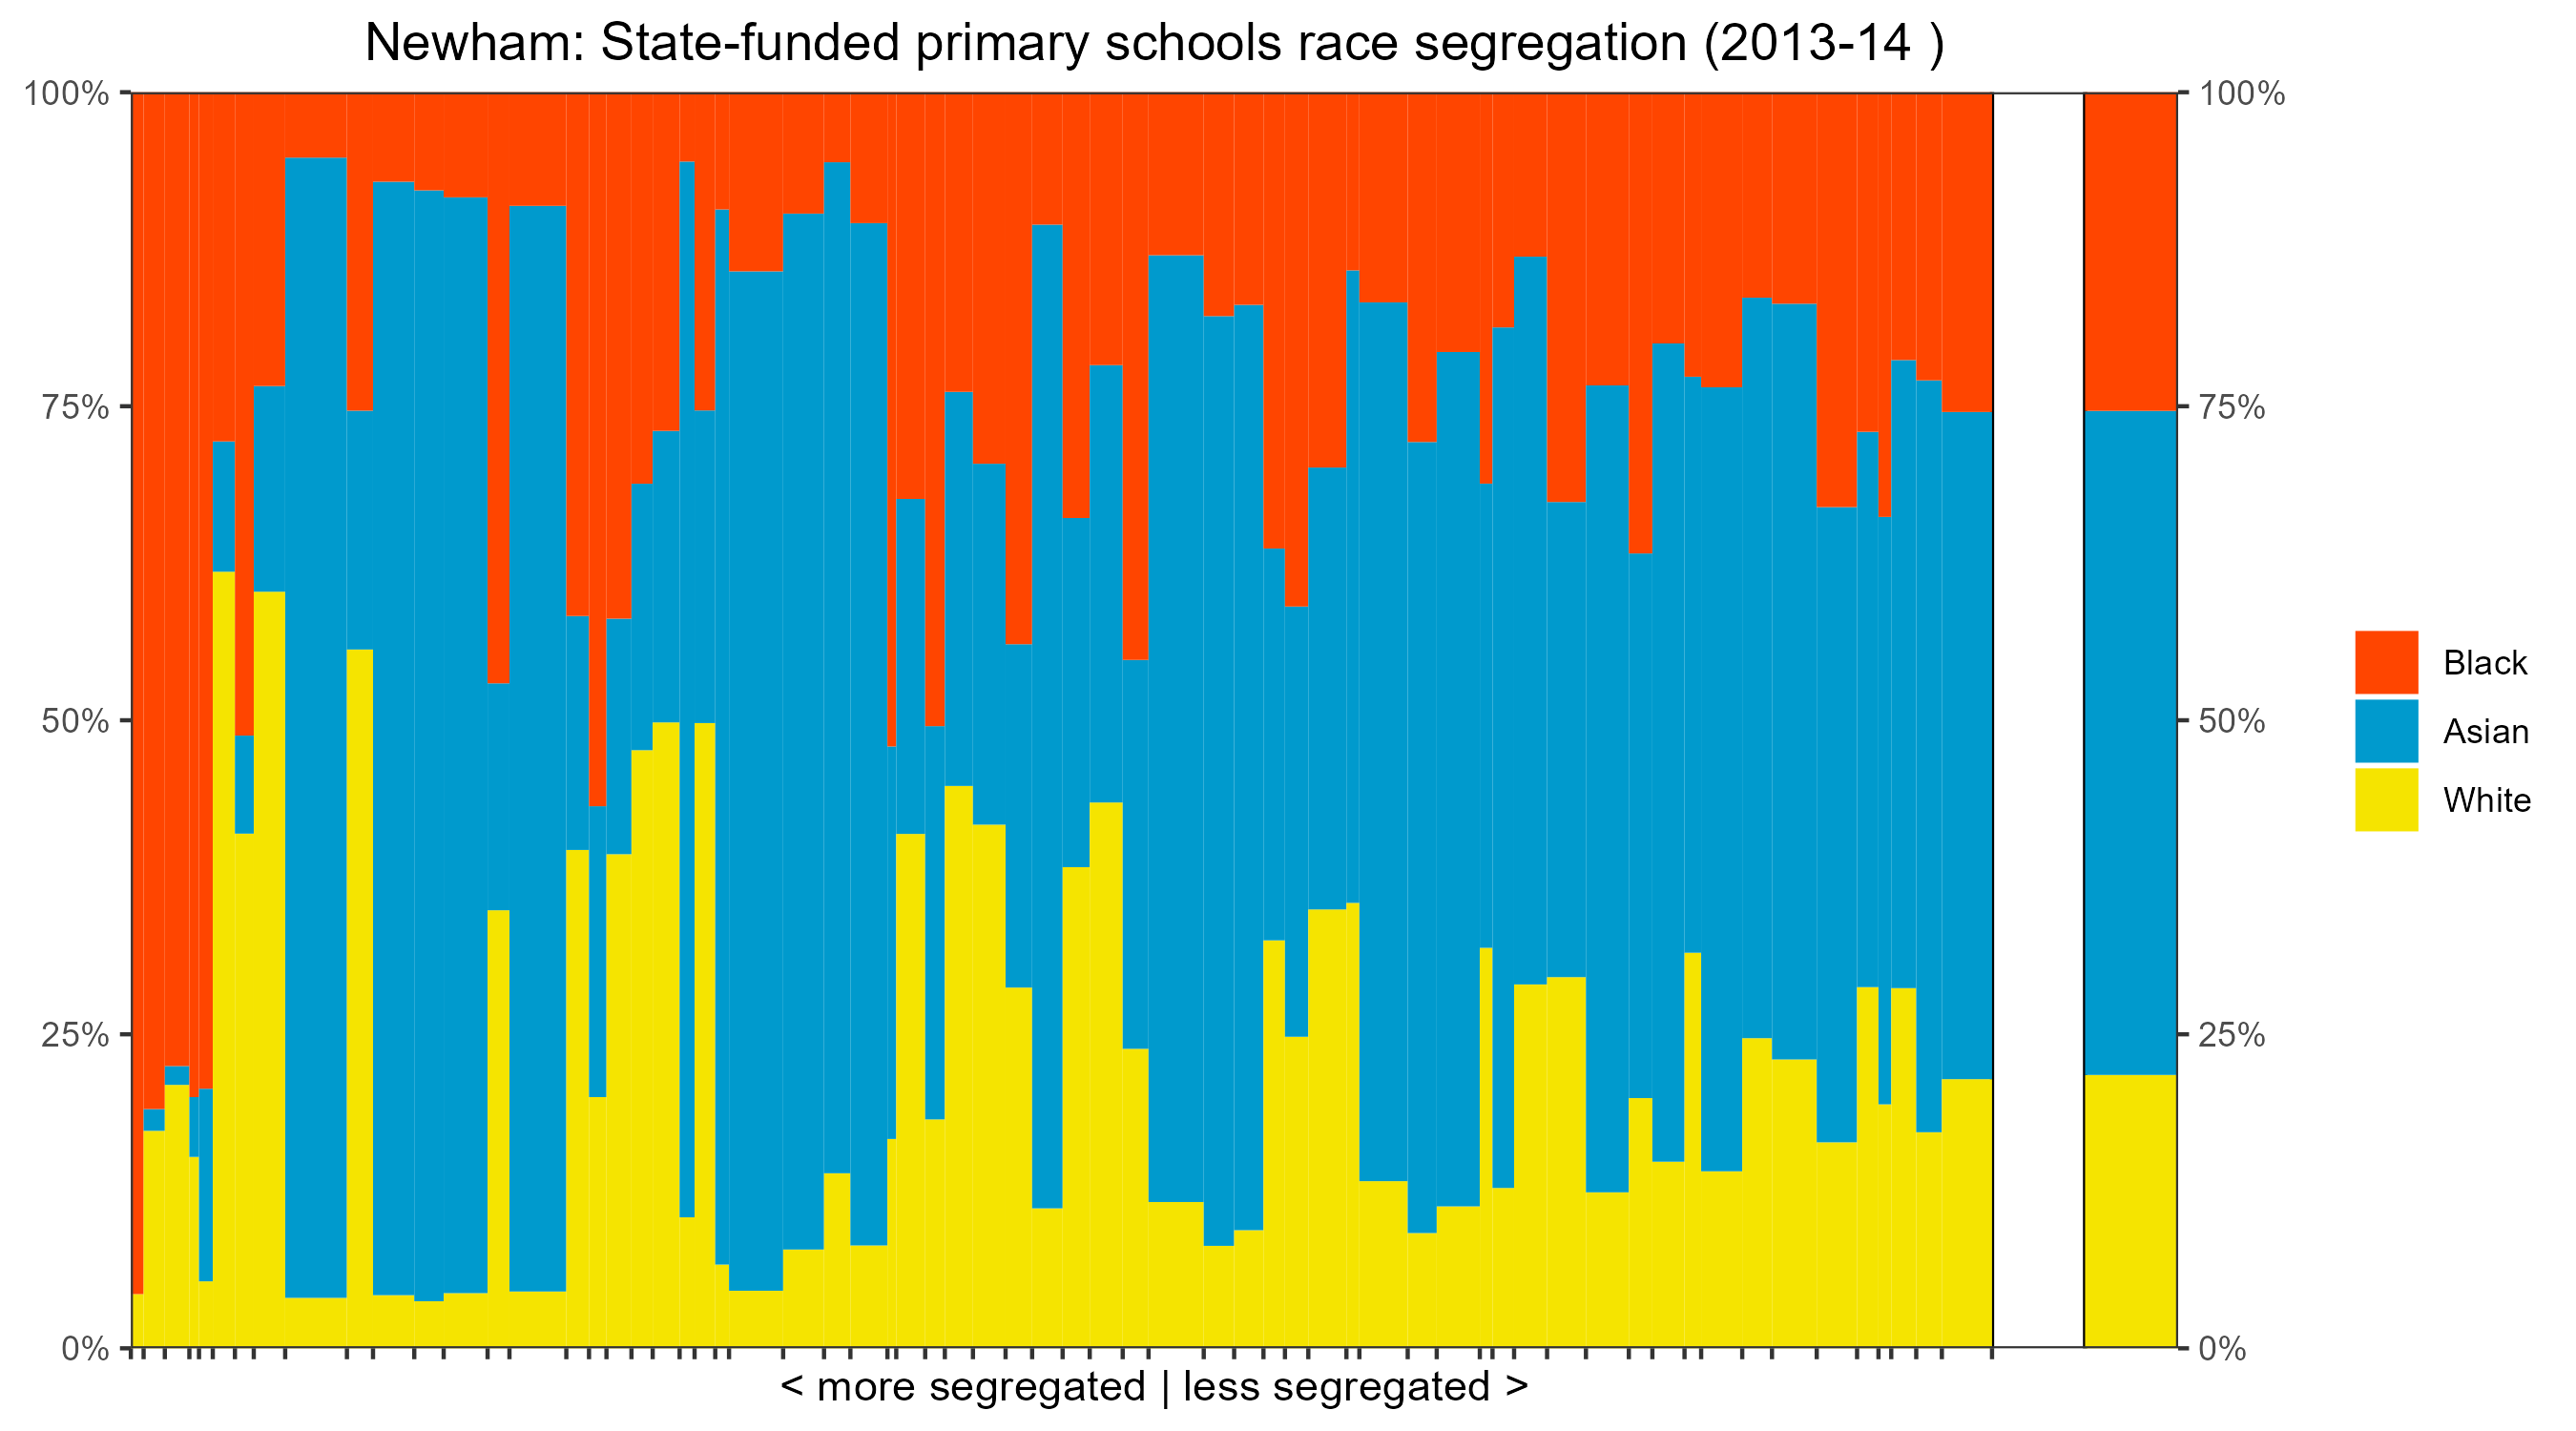 Newham: State-funded primary schools race segregation (2013-14 )
100%
75%
50%
25%
0%
100%
75%
50%
25%
0%
Black
Asian
White
< more segregated | less segregated >